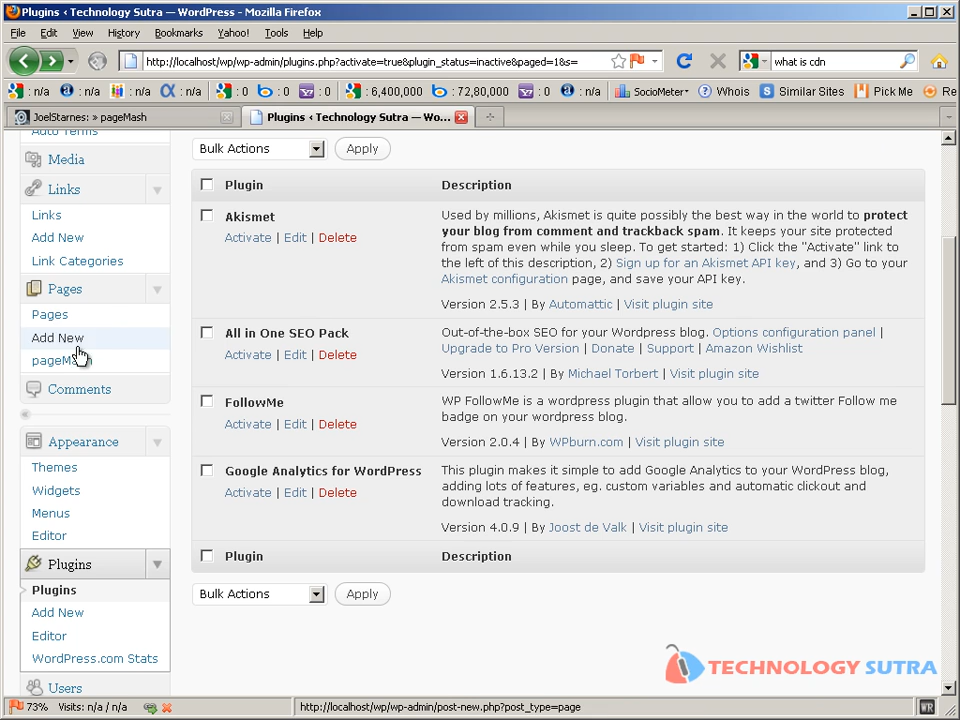 Plugins ‹ Technology Sutra — WordPress - Mozilla Firefox
File Edit View History Bookmarks Yahoo! Tools Help
http://localhost/wp/wp-admin/plugins.php?activate=true&plugin_status=inactive&paged=1&s= what is cdn
: n/a : n/a : n/a : n/a : 0 : 0 : 0 : 6,400,000 : 72,80,000 : n/a : n/a SocioMeter Whois Similar Sites Pick Me Re
JoelStarnes: » pageMash Plugins ‹ Technology Sutra — Wo...
Auto Terms
Media
Links
Links
Add New
Link Categories
Pages
Pages
Add New
pageMash
Comments
Appearance
Themes
Widgets
Menus
Editor
Plugins
Plugins
Add New
Editor
WordPress.com Stats
Users
Bulk Actions Apply
Plugin Description
Akismet
Activate | Edit | Delete
Used by millions, Akismet is quite possibly the best way in the world to protect
your blog from comment and trackback spam. It keeps your site protected
from spam even while you sleep. To get started: 1) Click the "Activate" link to
the left of this description, 2) Sign up for an Akismet API key, and 3) Go to your
Akismet configuration page, and save your API key.
Version 2.5.3 | By Automattic | Visit plugin site
All in One SEO Pack
Activate | Edit | Delete
Out-of-the-box SEO for your Wordpress blog. Options configuration panel |
Upgrade to Pro Version | Donate | Support | Amazon Wishlist
Version 1.6.13.2 | By Michael Torbert | Visit plugin site
FollowMe
Activate | Edit | Delete
WP FollowMe is a wordpress plugin that allow you to add a twitter Follow me
badge on your wordpress blog.
Version 2.0.4 | By WPburn.com | Visit plugin site
Google Analytics for WordPress
Activate | Edit | Delete
This plugin makes it simple to add Google Analytics to your WordPress blog,
adding lots of features, eg. custom variables and automatic clickout and
download tracking.
Version 4.0.9 | By Joost de Valk | Visit plugin site
Plugin Description
Bulk Actions Apply
TECHNOLOGY SUTRA
73% Visits: n/a / n/a http://localhost/wp/wp-admin/post-new.php?post_type=page